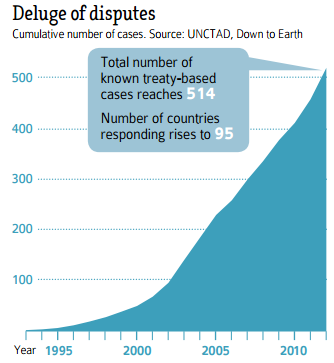 Deluge of disputes
Cumulative number of cases. Source: UNCTAD, Down to Earth
Total number of
known treaty-based
cases reaches 514
Number of countries
responding rises to 95
500
400
300
200
100
Year 1995 2000 2005 2010